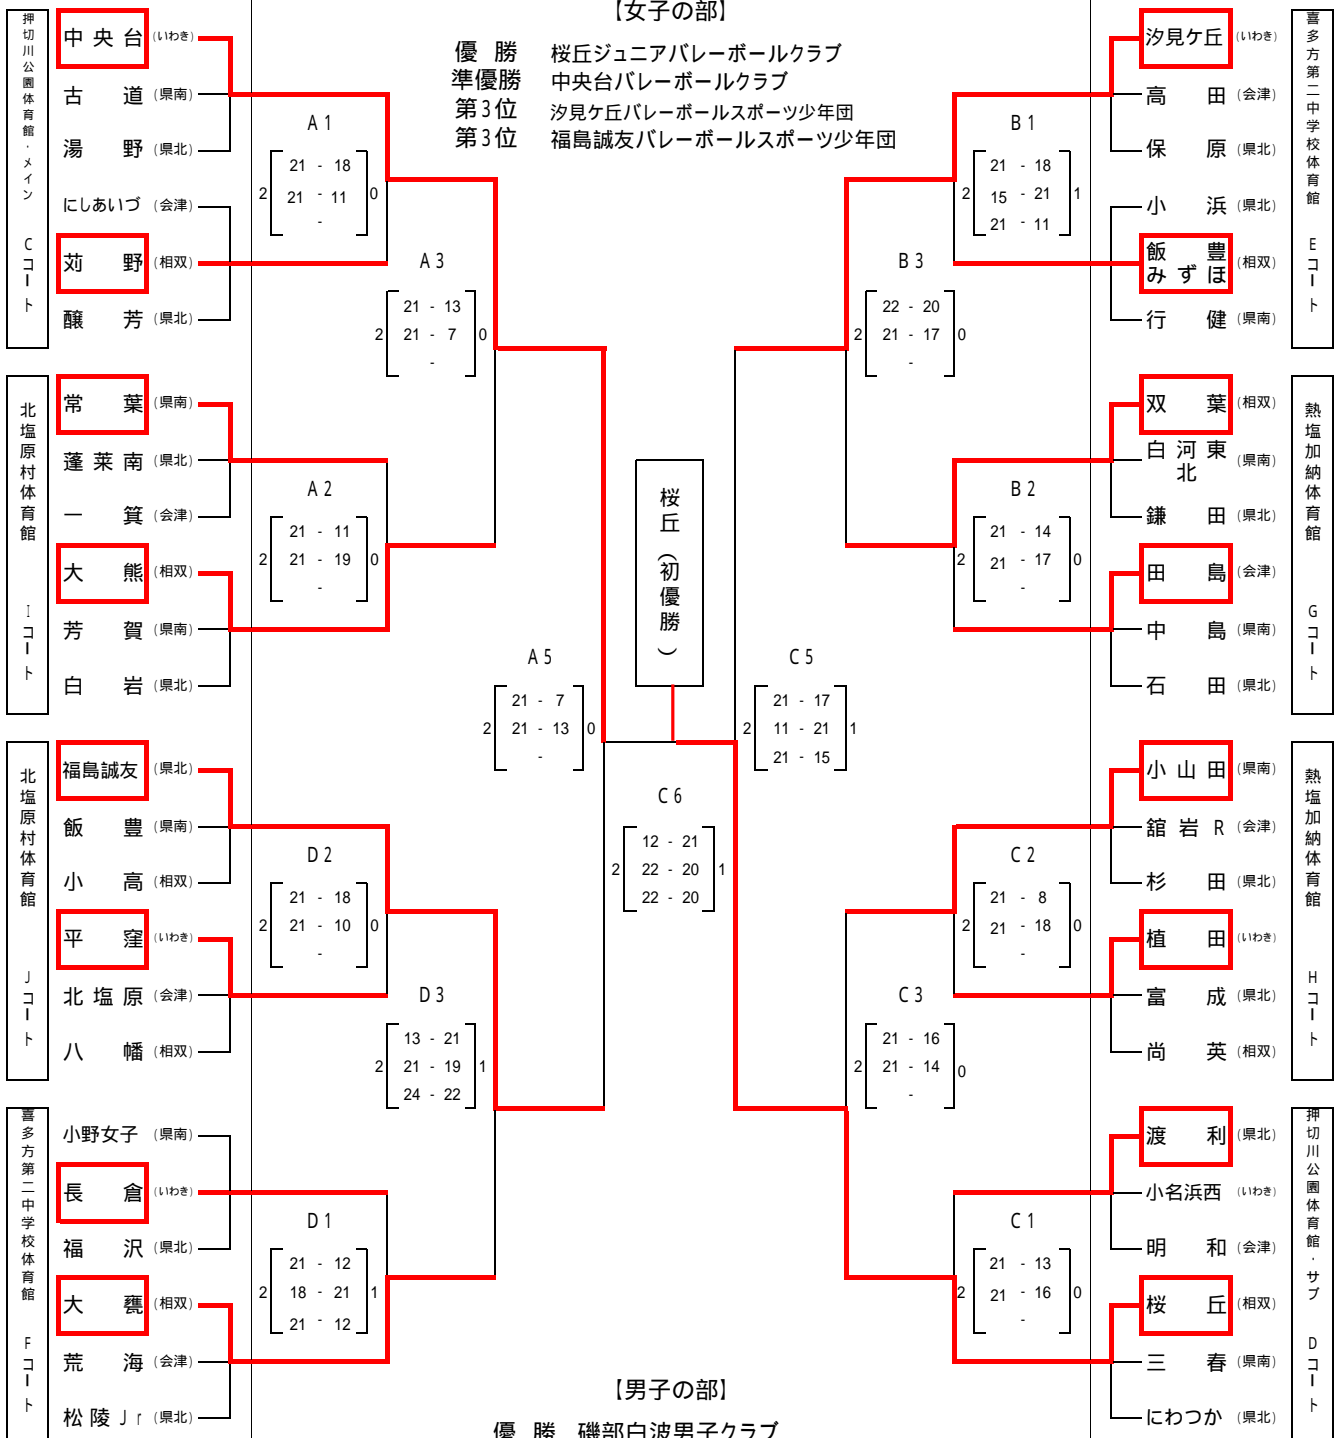 【女子の部】
優 勝 桜丘ジュニアバレーボールクラブ
準優勝 中央台バレーボールクラブ
第3位 汐見ケ丘バレーボールスポーツ少年団
第3位 福島誠友バレーボールスポーツ少年団
押切川公園体育館・メイン Cコート
中央台 (いわき)
古道 (県南)
湯野 (県北)
にしあいづ (会津)
苅野 (相双)
醸芳 (県北)
北塩原村体育館 Iコート
常葉 (県南)
蓬莱南 (県北)
一箕 (会津)
大熊 (相双)
芳賀 (県南)
白岩 (県北)
北塩原村体育館 Jコート
福島誠友 (県北)
飯豊 (県南)
小高 (相双)
平窪 (いわき)
北塩原 (会津)
八幡 (相双)
喜多方第二中学校体育館 Fコート
小野女子 (県南)
長倉 (いわき)
福沢 (県北)
大甕 (相双)
荒海 (会津)
松陵Jr (県北)
A1
2 21 - 18 0
21 - 11
-
A3
2 21 - 13 0
21 - 7
-
A2
2 21 - 11 0
21 - 19
-
A5
2 21 - 7 0
21 - 13
-
D2
2 21 - 18 0
21 - 10
-
D3
2 13 - 21 1
21 - 19
24 - 22
D1
2 21 - 12 1
18 - 21
21 - 12
桜丘(初優勝)
C6
2 12 - 21 1
22 - 20
22 - 20
B1
2 21 - 18 1
15 - 21
21 - 11
B3
2 22 - 20 0
21 - 17
-
B2
2 21 - 14 0
21 - 17
-
C5
2 21 - 17 1
11 - 21
21 - 15
C2
2 21 - 8 0
21 - 18
-
C3
2 21 - 16 0
21 - 14
-
C1
2 21 - 13 0
21 - 16
-
喜多方第二中学校体育館 Eコート
汐見ケ丘 (いわき)
高田 (会津)
保原 (県北)
小浜 (県北)
飯豊みずほ (相双)
行健 (県南)
熱塩加納体育館 Gコート
双葉 (相双)
白河東北 (県南)
鎌田 (県北)
田島 (会津)
中島 (県南)
石田 (県北)
熱塩加納体育館 Hコート
小山田 (県南)
舘岩R (会津)
杉田 (県北)
植田 (いわき)
富成 (県北)
尚英 (相双)
押切川公園体育館・サブ Dコート
渡利 (県北)
小名浜西 (いわき)
明和 (会津)
桜丘 (相双)
三春 (県南)
にわつか (県北)
【男子の部】
優 勝 磯部白波男子クラブ